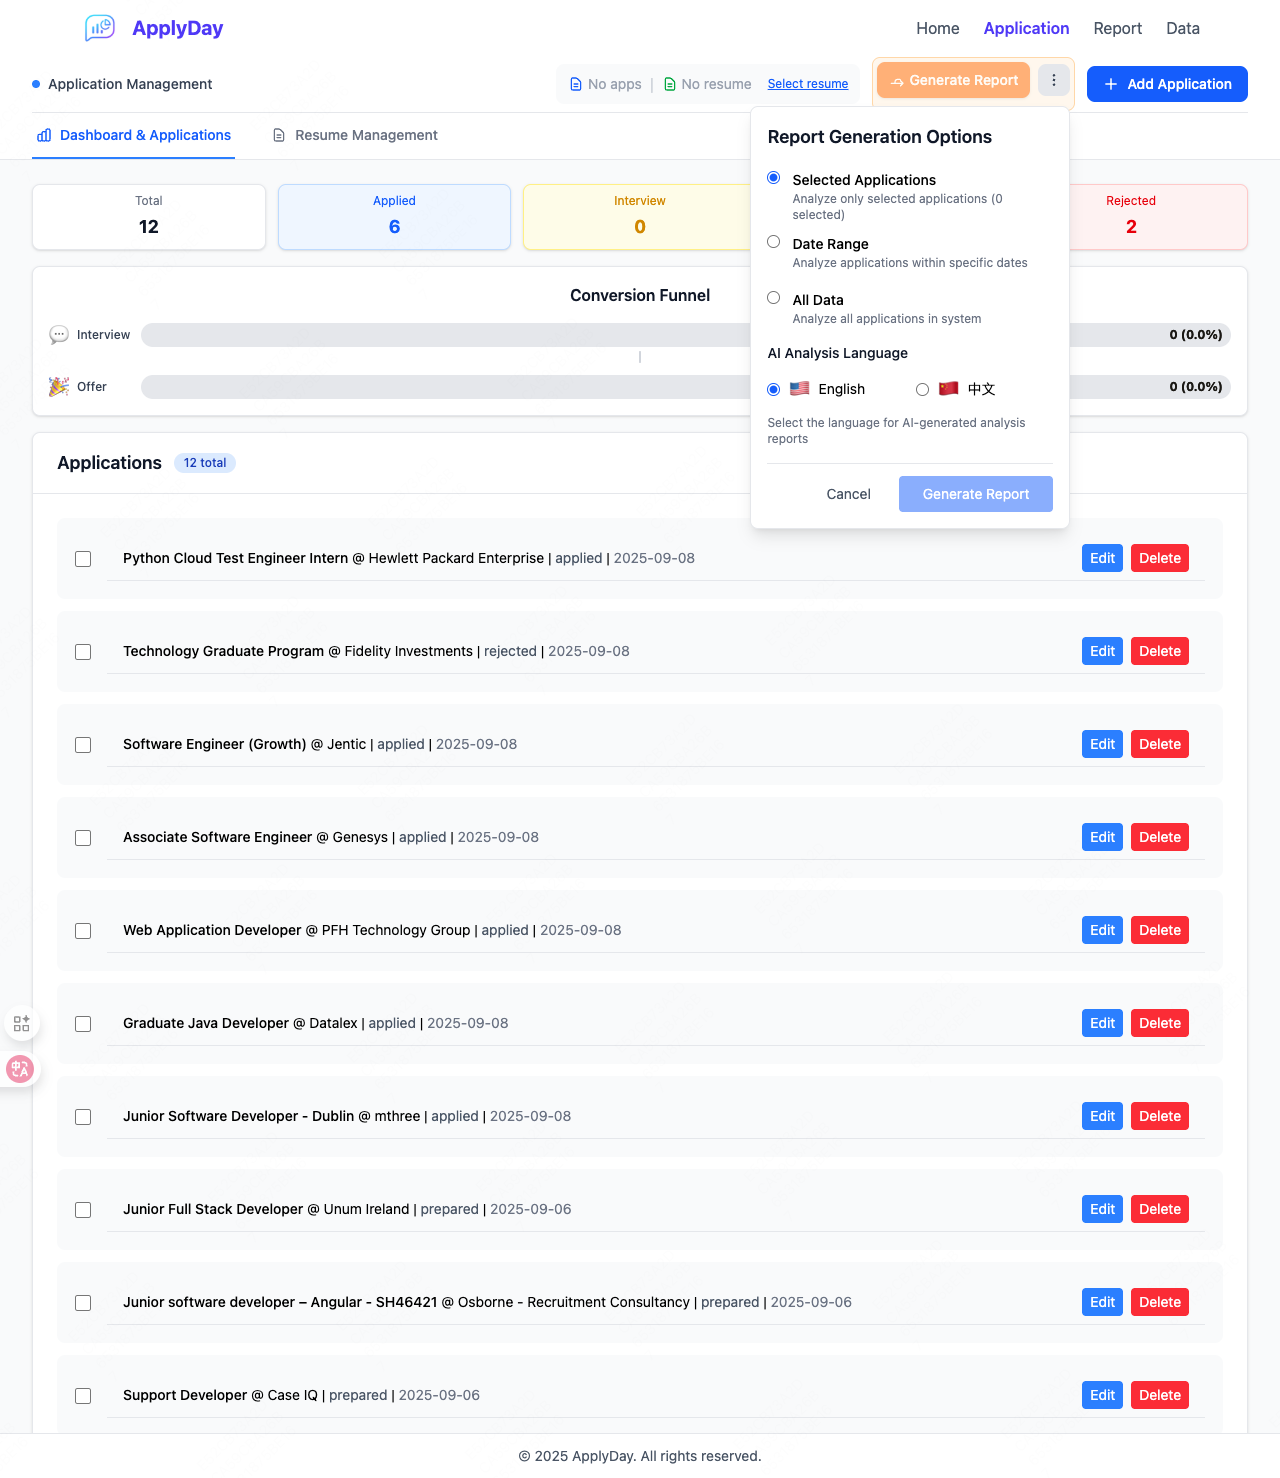 ApplyDay
Home
Application
Report
Data
Application Management
No apps | No resume Select resume
Generate Report
Add Application
Dashboard & Applications
Resume Management
Report Generation Options
Selected Applications
Analyze only selected applications (0
selected)
Date Range
Analyze applications within specific dates
All Data
Analyze all applications in system
AI Analysis Language
English
中文
Select the language for AI-generated analysis
reports
Cancel
Generate Report
Total
12
Applied
6
Interview
0
Rejected
2
Conversion Funnel
Interview
0 (0.0%)
Offer
0 (0.0%)
Applications
12 total
Python Cloud Test Engineer Intern @ Hewlett Packard Enterprise | applied | 2025-09-08
Edit Delete
Technology Graduate Program @ Fidelity Investments | rejected | 2025-09-08
Edit Delete
Software Engineer (Growth) @ Jentic | applied | 2025-09-08
Edit Delete
Associate Software Engineer @ Genesys | applied | 2025-09-08
Edit Delete
Web Application Developer @ PFH Technology Group | applied | 2025-09-08
Edit Delete
Graduate Java Developer @ Datalex | applied | 2025-09-08
Edit Delete
Junior Software Developer - Dublin @ mthree | applied | 2025-09-08
Edit Delete
Junior Full Stack Developer @ Unum Ireland | prepared | 2025-09-06
Edit Delete
Junior software developer – Angular - SH46421 @ Osborne - Recruitment Consultancy | prepared | 2025-09-06
Edit Delete
Support Developer @ Case IQ | prepared | 2025-09-06
Edit Delete
© 2025 ApplyDay. All rights reserved.